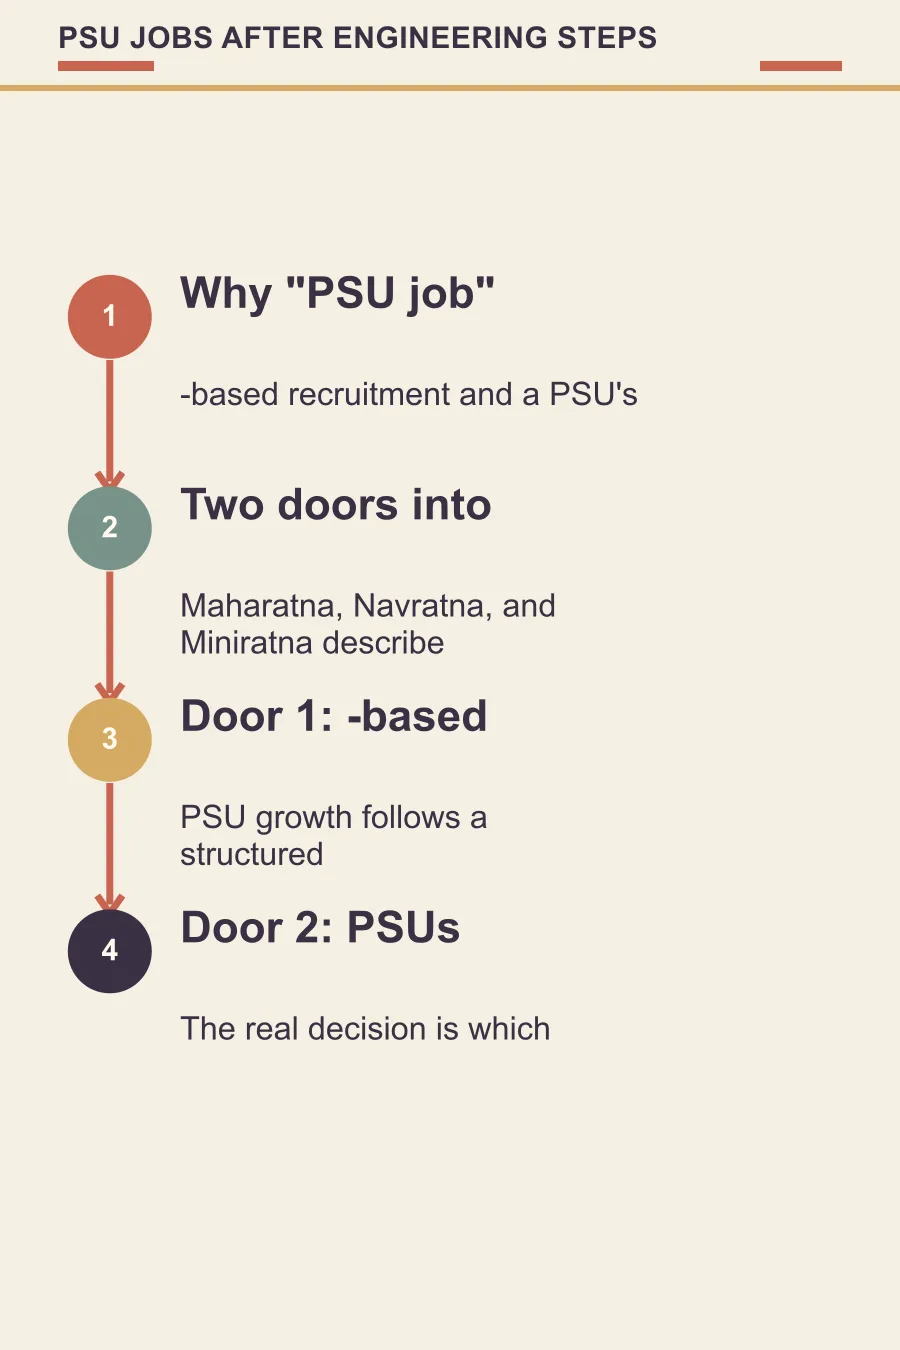 PSU JOBS AFTER ENGINEERING STEPS
1
Why "PSU job"
-based recruitment and a PSU's
2
Two doors into
Maharatna, Navratna, and
Miniratna describe
3
Door 1: -based
PSU growth follows a
structured
4
Door 2: PSUs
The real decision is which